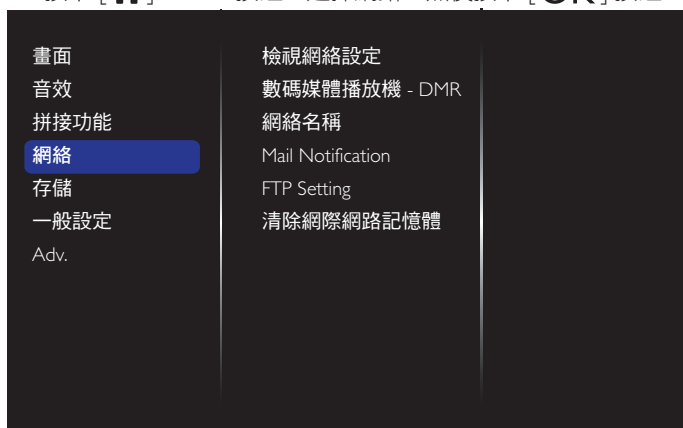 畫面
音效
拼接功能
網絡
存儲
一般設定
Adv.
檢視網絡設定
數碼媒體播放機 - DMR
網絡名稱
Mail Notification
FTP Setting
清除網際網路記憶體